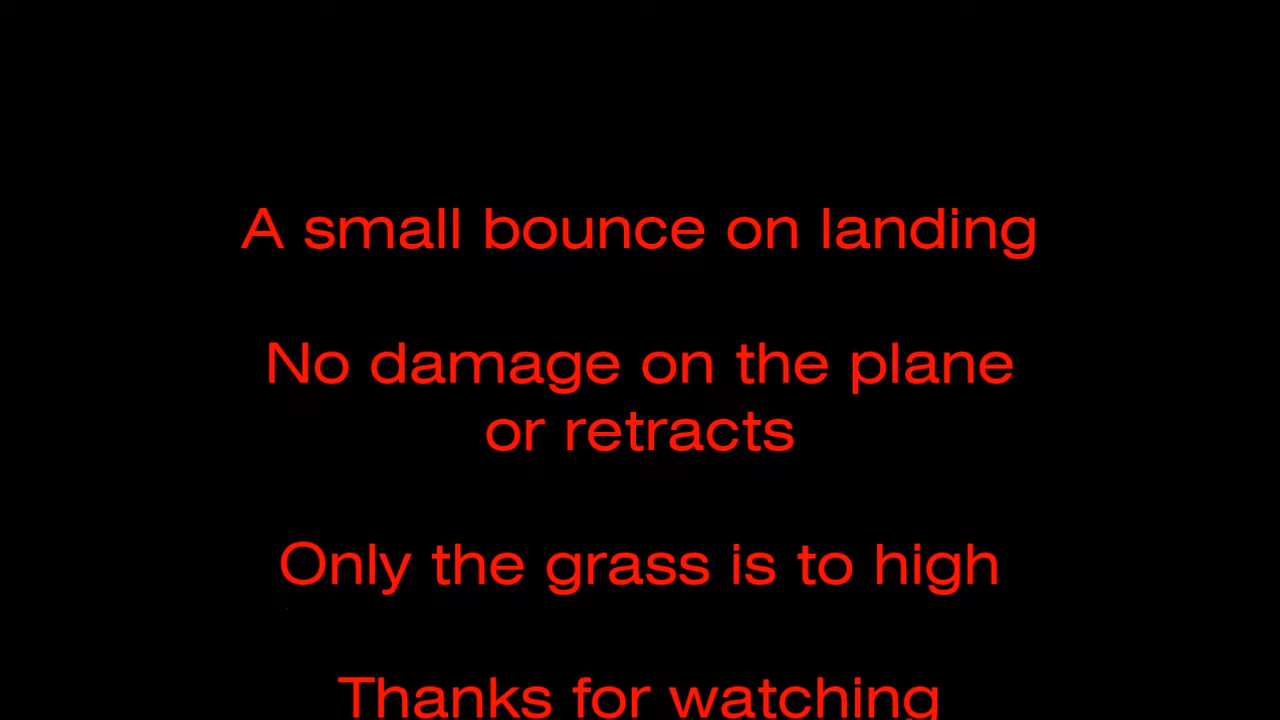 A small bounce on landing
No damage on the plane
or retracts
Only the grass is to high
Thanks for watching